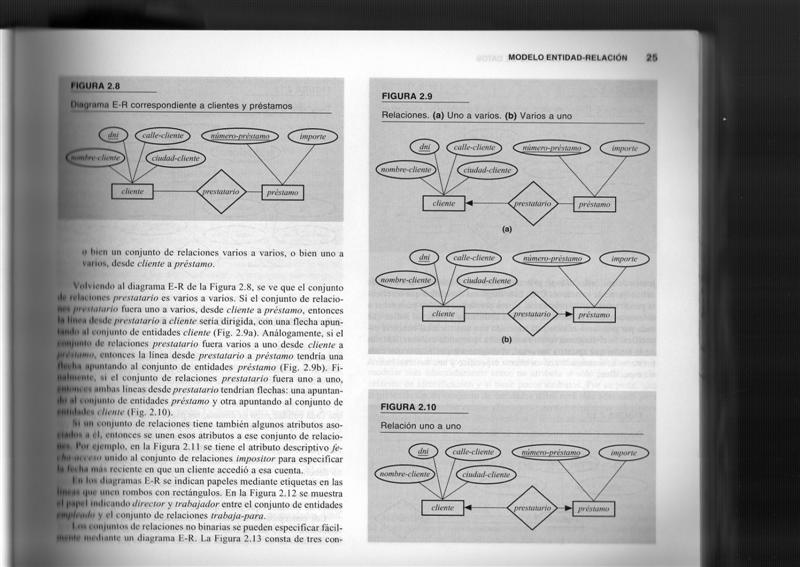 MODELO ENTIDAD-RELACIÓN 25
FIGURA 2.8
Diagrama E-R correspondiente a clientes y préstamos
dni calle-cliente número-préstamo importe
nombre-cliente ciudad-cliente
cliente prestatario préstamo
o bien un conjunto de relaciones varios a varios, o bien uno a
varios, desde cliente a préstamo.
Volviendo al diagrama E-R de la Figura 2.8, se ve que el conjunto
de relaciones prestatario es varios a varios. Si el conjunto de relacio-
nes prestatario fuera uno a varios, desde cliente a préstamo, entonces
la línea desde prestatario a cliente sería dirigida, con una flecha apun-
tando al conjunto de entidades cliente (Fig. 2.9a). Análogamente, si el
conjunto de relaciones prestatario fuera varios a uno desde cliente a
préstamo, entonces la línea desde prestatario a préstamo tendría una
flecha apuntando al conjunto de entidades préstamo (Fig. 2.9b). Fi-
nalmente, si el conjunto de relaciones prestatario fuera uno a uno,
entonces ambas líneas desde prestatario tendrían flechas: una apuntan-
do al conjunto de entidades préstamo y otra apuntando al conjunto de
entidades cliente (Fig. 2.10).
Si un conjunto de relaciones tiene también algunos atributos aso-
ciados a él, entonces se unen esos atributos a ese conjunto de relacio-
nes. Por ejemplo, en la Figura 2.11 se tiene el atributo descriptivo fe-
cha-acceso unido al conjunto de relaciones impositor para especificar
la fecha más reciente en que un cliente accedió a esa cuenta.
En los diagramas E-R se indican papeles mediante etiquetas en las
líneas que unen rombos con rectángulos. En la Figura 2.12 se muestra
el papel indicando director y trabajador entre el conjunto de entidades
empleado y el conjunto de relaciones trabaja-para.
Los conjuntos de relaciones no binarias se pueden especificar fácil-
mente mediante un diagrama E-R. La Figura 2.13 consta de tres con-
FIGURA 2.9
Relaciones. (a) Uno a varios. (b) Varios a uno
dni calle-cliente número-préstamo importe
nombre-cliente ciudad-cliente
cliente prestatario préstamo
(a)
dni calle-cliente número-préstamo importe
nombre-cliente ciudad-cliente
cliente prestatario préstamo
(b)
FIGURA 2.10
Relación uno a uno
dni calle-cliente número-préstamo importe
nombre-cliente ciudad-cliente
cliente prestatario préstamo